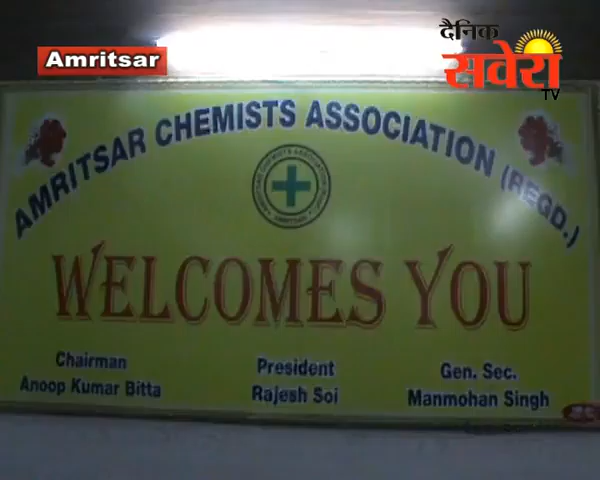 Amritsar
दैनिक
सवेरा
TV
AMRITSAR CHEMISTS ASSOCIATION (REGD.)
WELCOMES YOU
Chairman
Anoop Kumar Bitta
President
Rajesh Soi
Gen. Sec.
Manmohan Singh